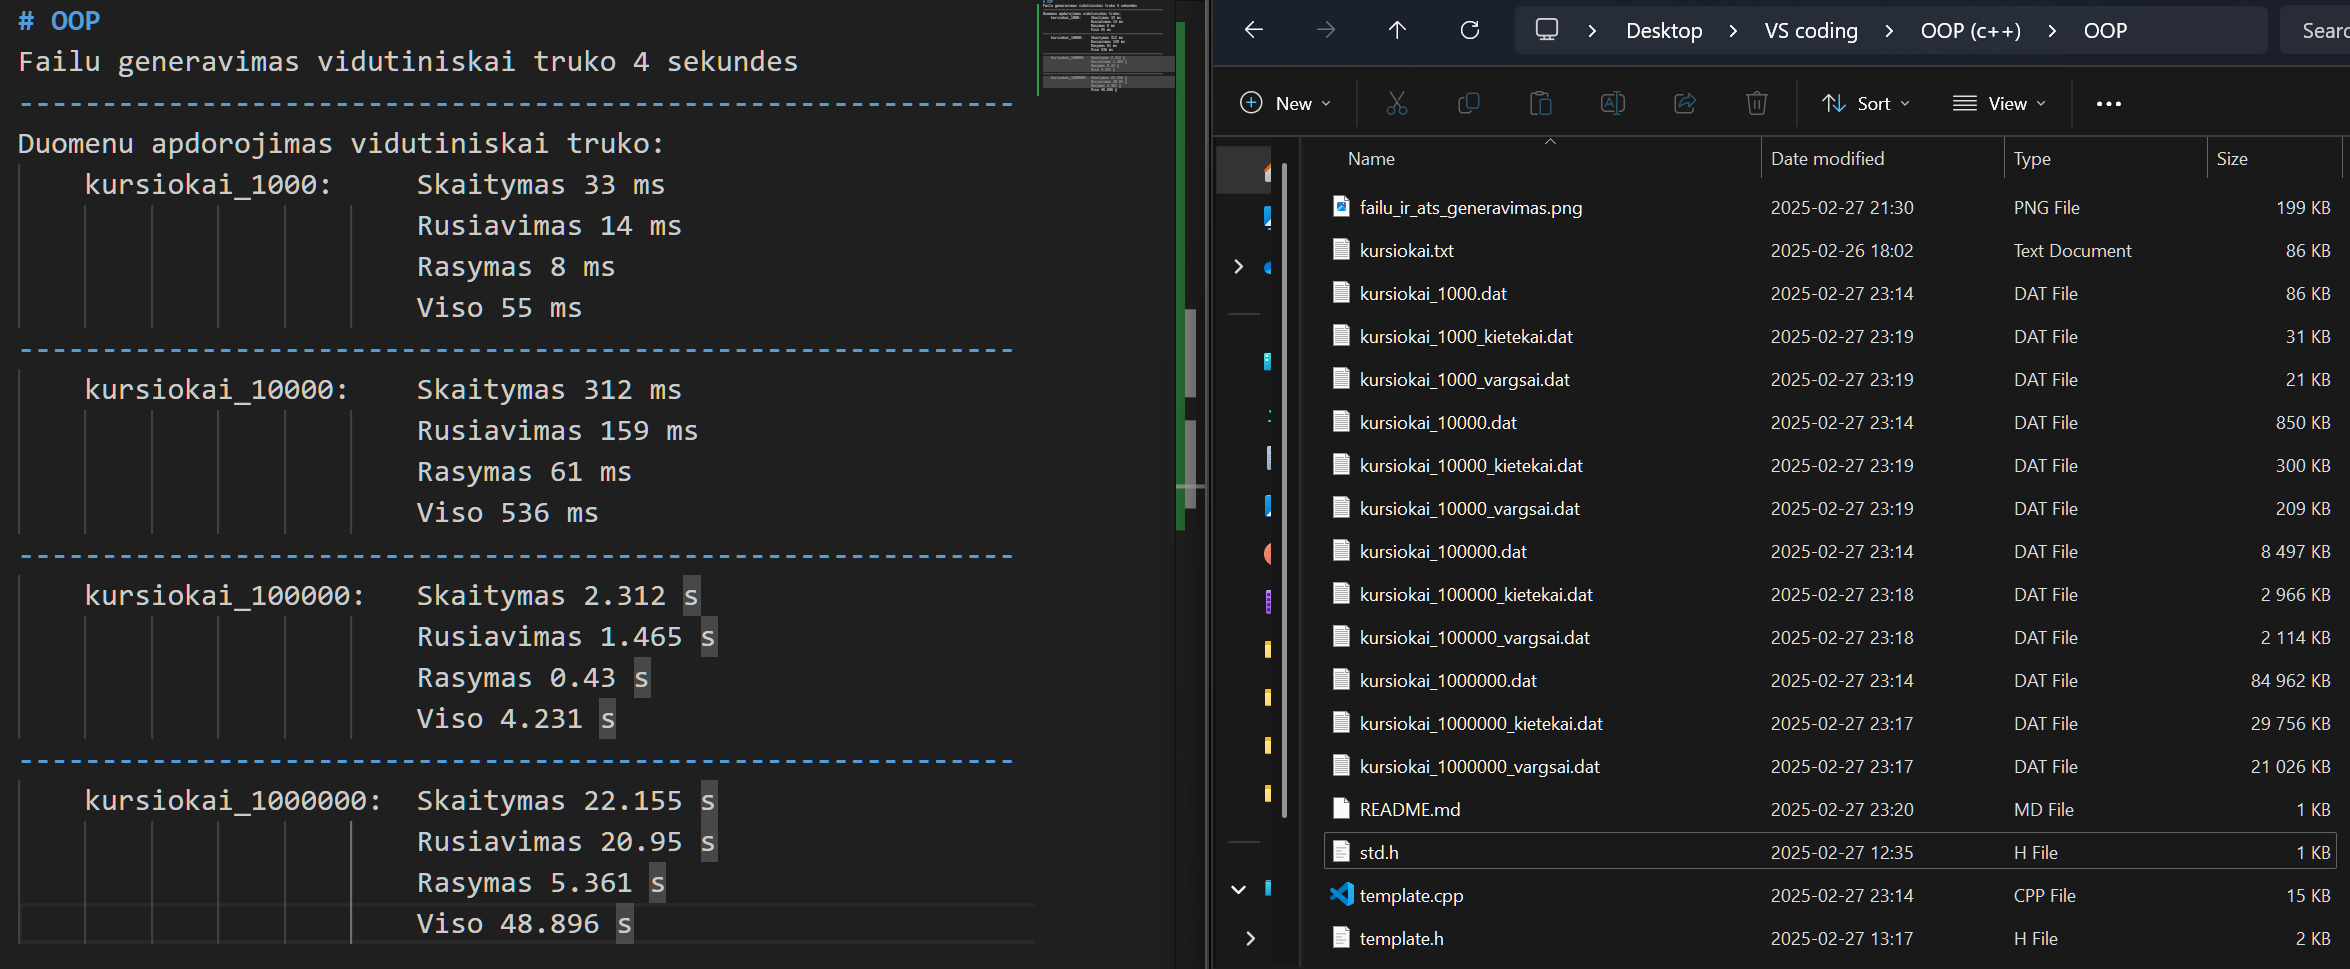 # OOP
Failu generavimas vidutiniskai truko 4 sekundes
------------------------------------------------------------
Duomenu apdorojimas vidutiniskai truko:
kursiokai_1000: Skaitymas 33 ms
Rusiavimas 14 ms
Rasymas 8 ms
Viso 55 ms
------------------------------------------------------------
kursiokai_10000: Skaitymas 312 ms
Rusiavimas 159 ms
Rasymas 61 ms
Viso 536 ms
------------------------------------------------------------
kursiokai_100000: Skaitymas 2.312 s
Rusiavimas 1.465 s
Rasymas 0.43 s
Viso 4.231 s
------------------------------------------------------------
kursiokai_1000000: Skaitymas 22.155 s
Rusiavimas 20.95 s
Rasymas 5.361 s
Viso 48.896 s
Desktop > VS coding > OOP (c++) > OOP
Searc
New Sort View
Name Date modified Type Size
failu_ir_ats_generavimas.png 2025-02-27 21:30 PNG File 199 KB
kursiokai.txt 2025-02-26 18:02 Text Document 86 KB
kursiokai_1000.dat 2025-02-27 23:14 DAT File 86 KB
kursiokai_1000_kietekai.dat 2025-02-27 23:19 DAT File 31 KB
kursiokai_1000_vargsai.dat 2025-02-27 23:19 DAT File 21 KB
kursiokai_10000.dat 2025-02-27 23:14 DAT File 850 KB
kursiokai_10000_kietekai.dat 2025-02-27 23:19 DAT File 300 KB
kursiokai_10000_vargsai.dat 2025-02-27 23:19 DAT File 209 KB
kursiokai_100000.dat 2025-02-27 23:14 DAT File 8 497 KB
kursiokai_100000_kietekai.dat 2025-02-27 23:18 DAT File 2 966 KB
kursiokai_100000_vargsai.dat 2025-02-27 23:18 DAT File 2 114 KB
kursiokai_1000000.dat 2025-02-27 23:14 DAT File 84 962 KB
kursiokai_1000000_kietekai.dat 2025-02-27 23:17 DAT File 29 756 KB
kursiokai_1000000_vargsai.dat 2025-02-27 23:17 DAT File 21 026 KB
README.md 2025-02-27 23:20 MD File 1 KB
std.h 2025-02-27 12:35 H File 1 KB
template.cpp 2025-02-27 23:14 CPP File 15 KB
template.h 2025-02-27 13:17 H File 2 KB